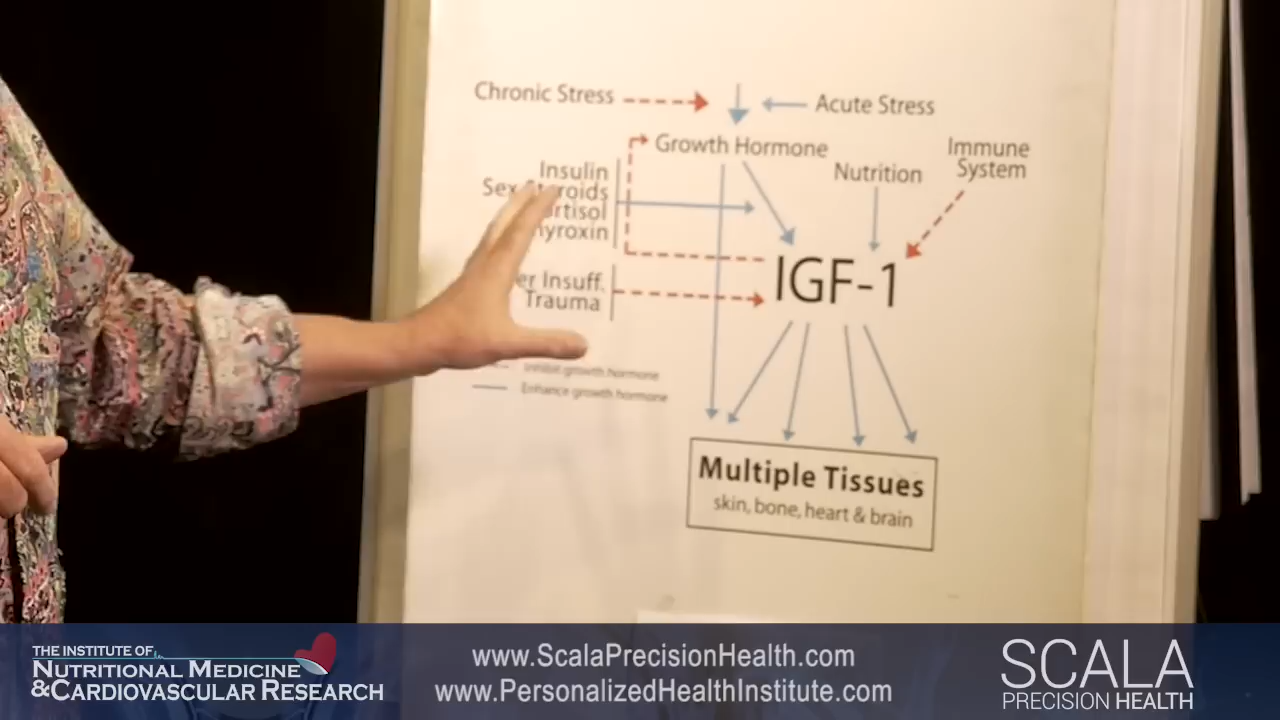 Chronic Stress
Acute Stress
Growth Hormone
Immune
System
Nutrition
Insulin
Sex
IGF-1
Insuff.
Trauma
Inhibit growth hormone
Enhance growth hormone
Multiple Tissues
skin, bone, heart & brain
THE INSTITUTE OF
NUTRITIONAL MEDICINE
& CARDIOVASCULAR RESEARCH
www.ScalaPrecisionHealth.com
www.PersonalizedHealthInstitute.com
SCALA
PRECISION HEALTH